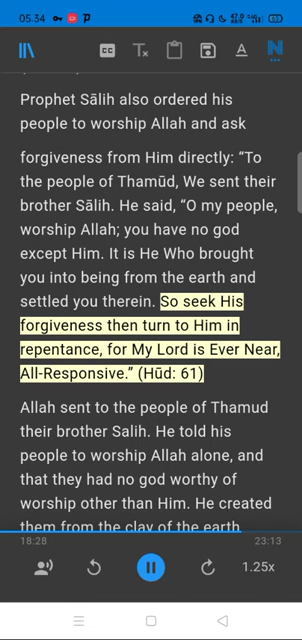 05.34
CC
Prophet Sālih also ordered his
people to worship Allah and ask
forgiveness from Him directly: “To
the people of Thamūd, We sent their
brother Sālih. He said, “O my people,
worship Allah; you have no god
except Him. It is He Who brought
you into being from the earth and
settled you therein. So seek His
forgiveness then turn to Him in
repentance, for My Lord is Ever Near,
All-Responsive.” (Hūd: 61)
Allah sent to the people of Thamud
their brother Salih. He told his
people to worship Allah alone, and
that they had no god worthy of
worship other than Him. He created
them from the clay of the earth
18:28
23:13
1.25x